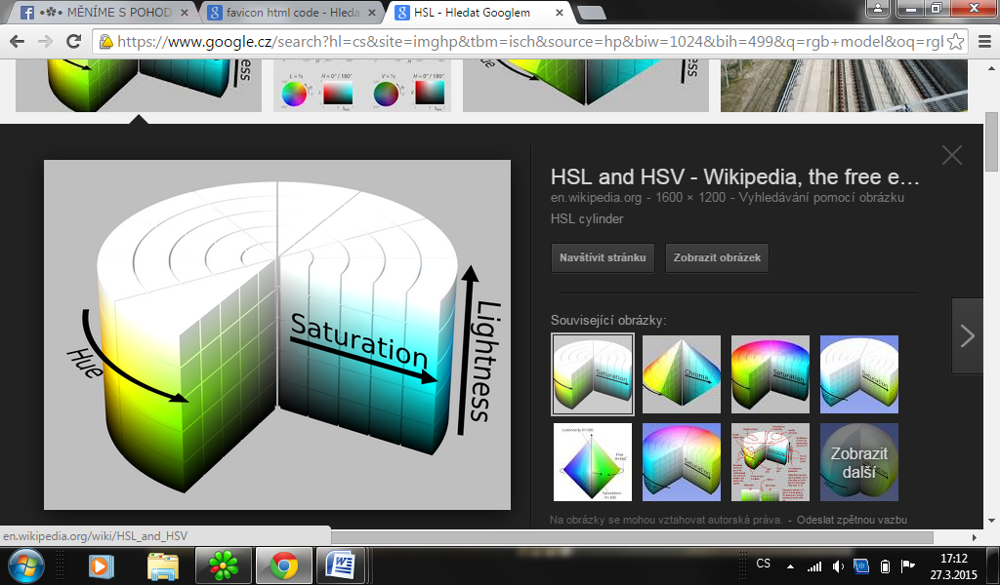 •❃• MĚNÍME S POHOD
favicon html code - Hleda
HSL - Hledat Googlem
https://www.google.cz/search?hl=cs&site=imghp&tbm=isch&source=hp&biw=1024&bih=499&q=rgb+model&oq=rgl
HSL and HSV - Wikipedia, the free e…
en.wikipedia.org - 1600 × 1200 - Vyhledávání pomocí obrázku
HSL cylinder
Navštívit stránku
Zobrazit obrázek
Hue
Saturation
Lightness
Související obrázky:
Saturation
Chroma
Saturation
Saturation
Saturation
Zobrazit
další
Na obrázky se mohou vztahovat autorská práva. - Odeslat zpětnou vazbu
en.wikipedia.org/wiki/HSL_and_HSV
CS
17:12
27.3.2015